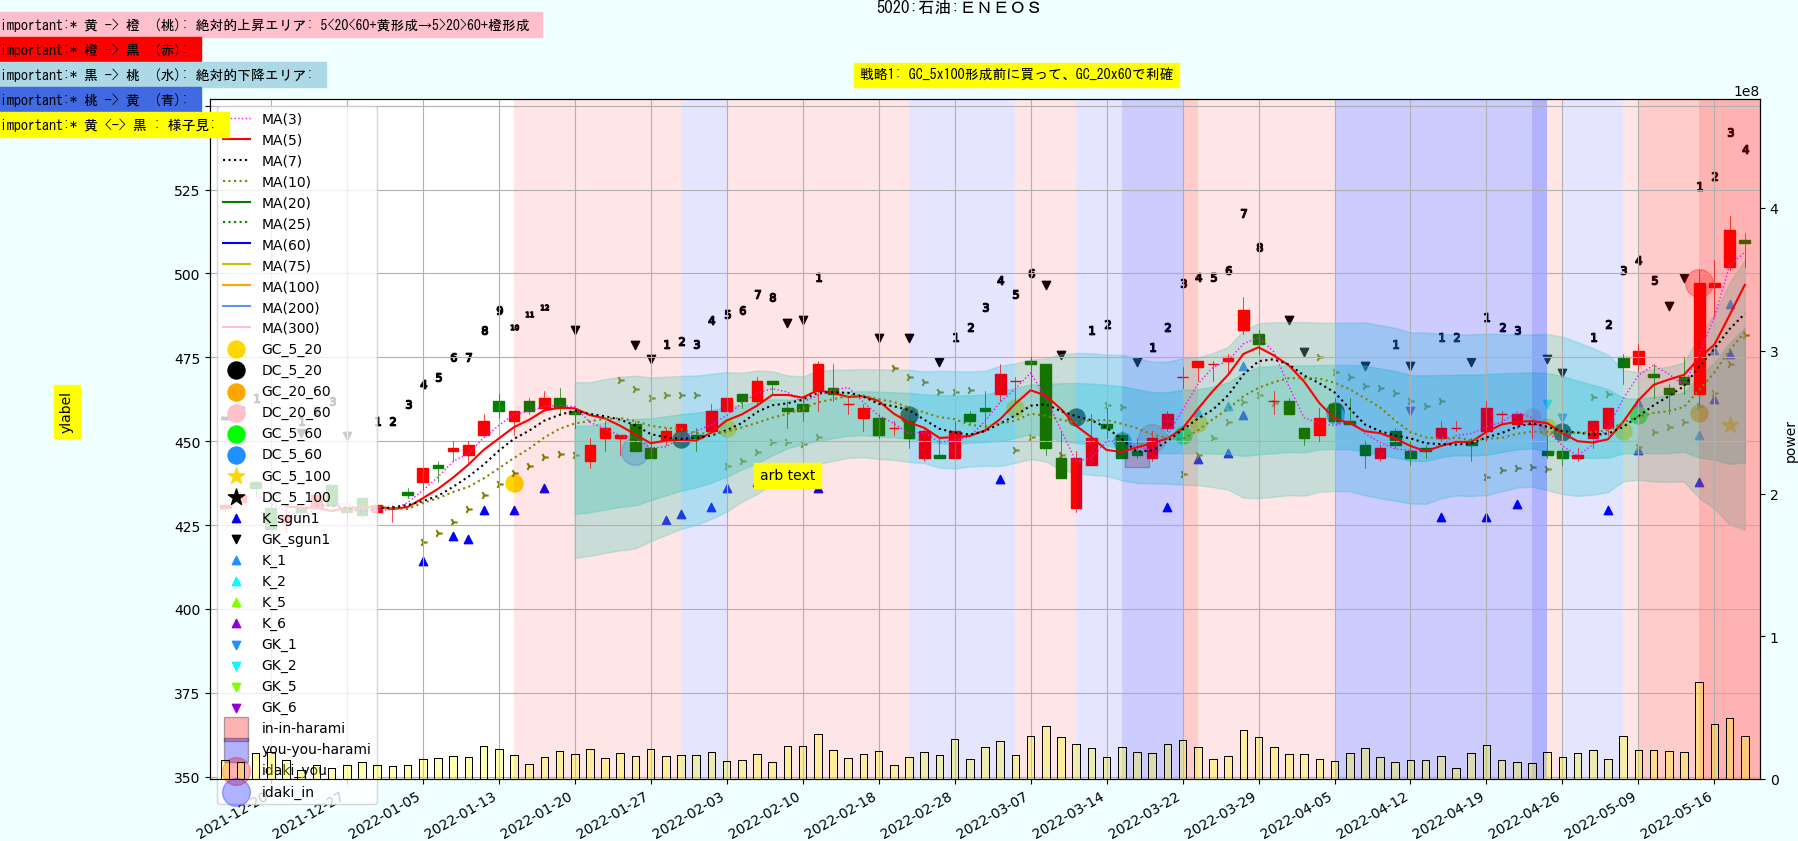 5020:石油:ＥＮＥＯＳ
important:* 黄 -> 橙 （桃）: 絶対的上昇エリア: 5<20<60+黄形成→5>20>60+橙形成
important:* 橙 -> 黒 （赤）:
important:* 黒 -> 桃 （水）: 絶対的下降エリア:
important:* 桃 -> 黄 （青）:
important:* 黄 <-> 黒 : 様子見:
戦略1: GC_5x100形成前に買って、GC_20x60で利確
1e8
MA(3)
MA(5)
MA(7)
MA(10)
MA(20)
MA(25)
MA(60)
MA(75)
MA(100)
MA(200)
MA(300)
GC_5_20
DC_5_20
GC_20_60
DC_20_60
GC_5_60
DC_5_60
GC_5_100
DC_5_100
K_sgun1
GK_sgun1
K_1
K_2
K_5
K_6
GK_1
GK_2
GK_5
GK_6
in-in-harami
you-you-harami
idaki_you
idaki_in
525
500
475
450
425
400
375
350
ylabel
arb text
4
3
2
1
0
power
2021-12-20
2021-12-27
2022-01-05
2022-01-13
2022-01-20
2022-01-27
2022-02-03
2022-02-10
2022-02-18
2022-02-28
2022-03-07
2022-03-14
2022-03-22
2022-03-29
2022-04-05
2022-04-12
2022-04-19
2022-04-26
2022-05-09
2022-05-16